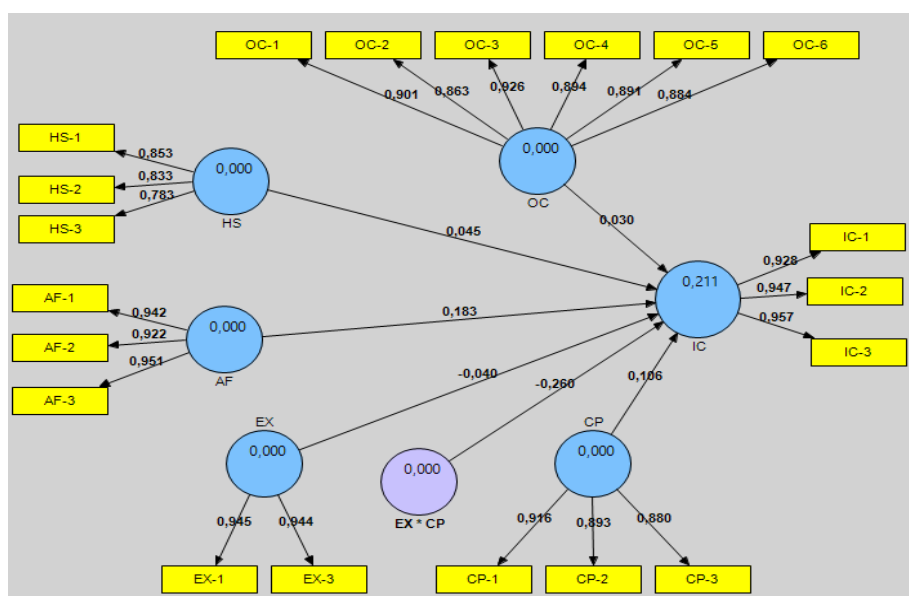 OC-1
OC-2
OC-3
OC-4
OC-5
OC-6
0,901
0,863
0,926
0,894
0,891
0,884
0,000
OC
HS-1
HS-2
HS-3
0,853
0,833
0,783
0,000
HS
0,045
0,030
IC-1
IC-2
IC-3
0,928
0,947
0,957
0,211
IC
AF-1
AF-2
AF-3
0,942
0,922
0,951
0,000
AF
0,183
-0,040
-0,260
0,106
EX
0,000
0,945
0,944
EX-1
EX-3
0,000
EX * CP
CP
0,000
0,916
0,893
0,880
CP-1
CP-2
CP-3